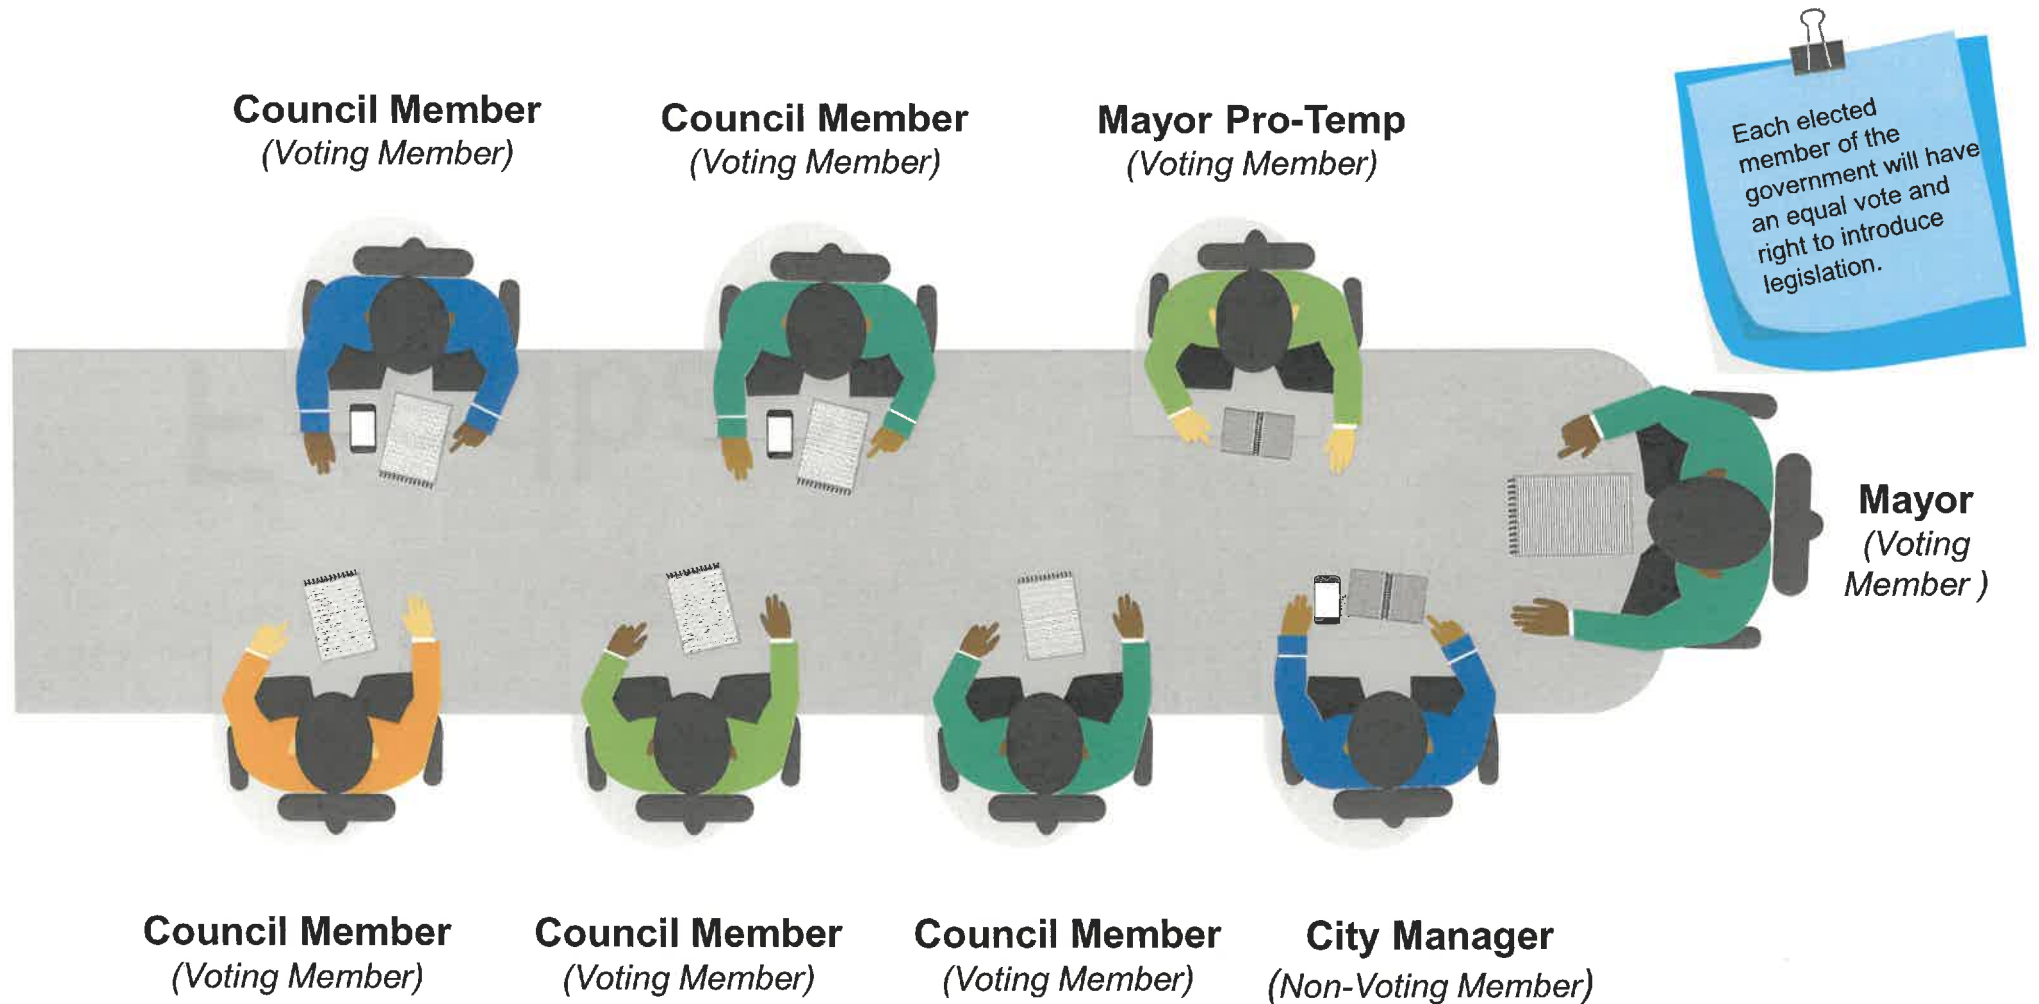 Council Member
(Voting Member)
Council Member
(Voting Member)
Mayor Pro-Temp
(Voting Member)
Each elected
member of the
government will have
an equal vote and
right to introduce
legislation.
Mayor
(Voting
Member )
Council Member
(Voting Member)
Council Member
(Voting Member)
Council Member
(Voting Member)
City Manager
(Non-Voting Member)